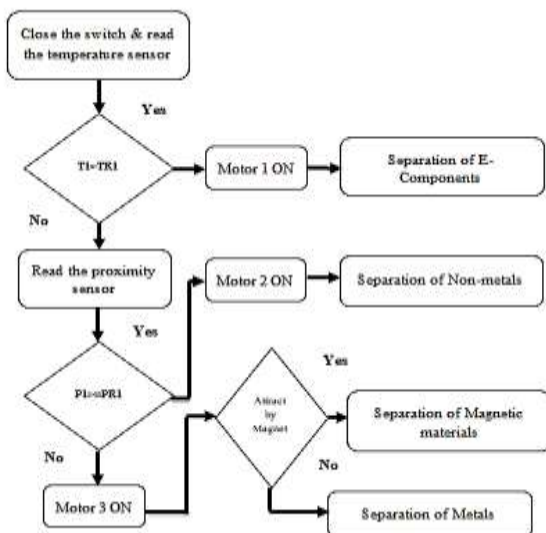 Close the switch & read
the temperature sensor
Yes
T1=TR1
Motor 1 ON
Separation of E-
Components
No
Read the proximity
sensor
Motor 2 ON
Separation of Non-metals
Yes
Yes
Attract
by
Magnet
Separation of Magnetic
materials
No
No
Motor 3 ON
Separation of Metals